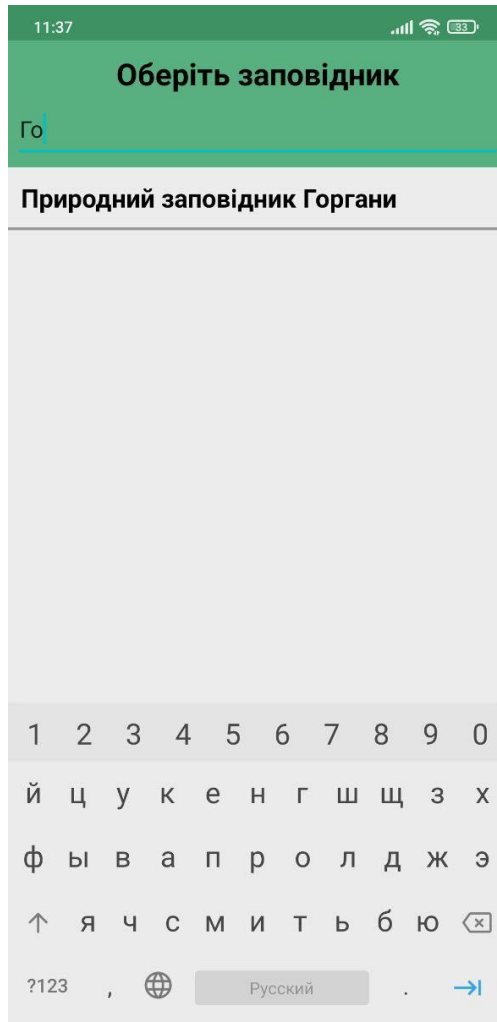 11:37
33
Оберіть заповідник
Го
Природний заповідник Горгани
1 2 3 4 5 6 7 8 9 0
й ц у к е н г ш щ з х
ф ы в а п р о л д ж э
я ч с м и т ь б ю
?123 , Русский .